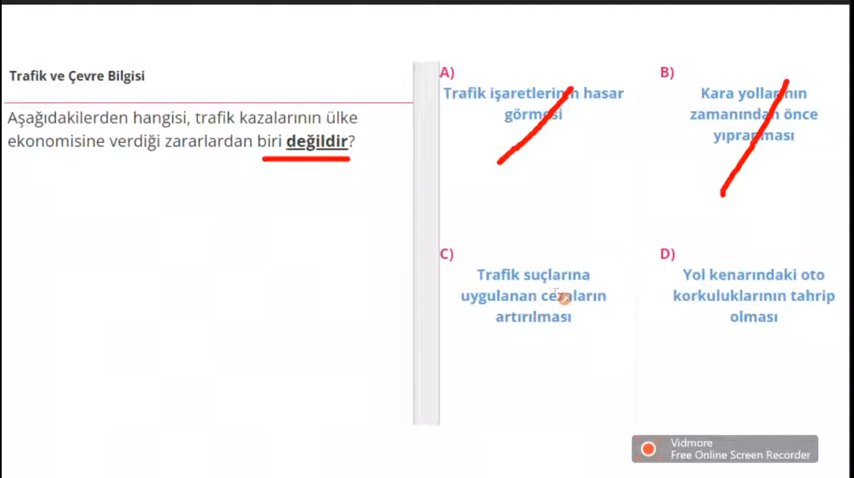 Trafik ve Çevre Bilgisi
Aşağıdakilerden hangisi, trafik kazalarının ülke
ekonomisine verdiği zararlardan biri değildir?
A)
Trafik işaretlerinin hasar
görmesi
B)
Kara yollarının
zamanından önce
yıpranması
C)
Trafik suçlarına
uygulanan cezaların
artırılması
D)
Yol kenarındaki oto
korkuluklarının tahrip
olması
Vidmore
Free Online Screen Recorder